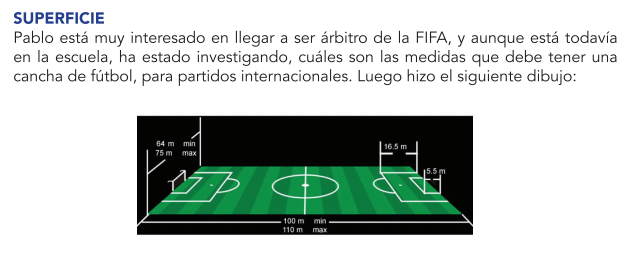 SUPERFICIE
Pablo está muy interesado en llegar a ser árbitro de la FIFA, y aunque está todavía
en la escuela, ha estado investigando, cuáles son las medidas que debe tener una
cancha de fútbol, para partidos internacionales. Luego hizo el siguiente dibujo:
64 m min
75 m max
16.5 m
5.5 m
100 m min
110 m max